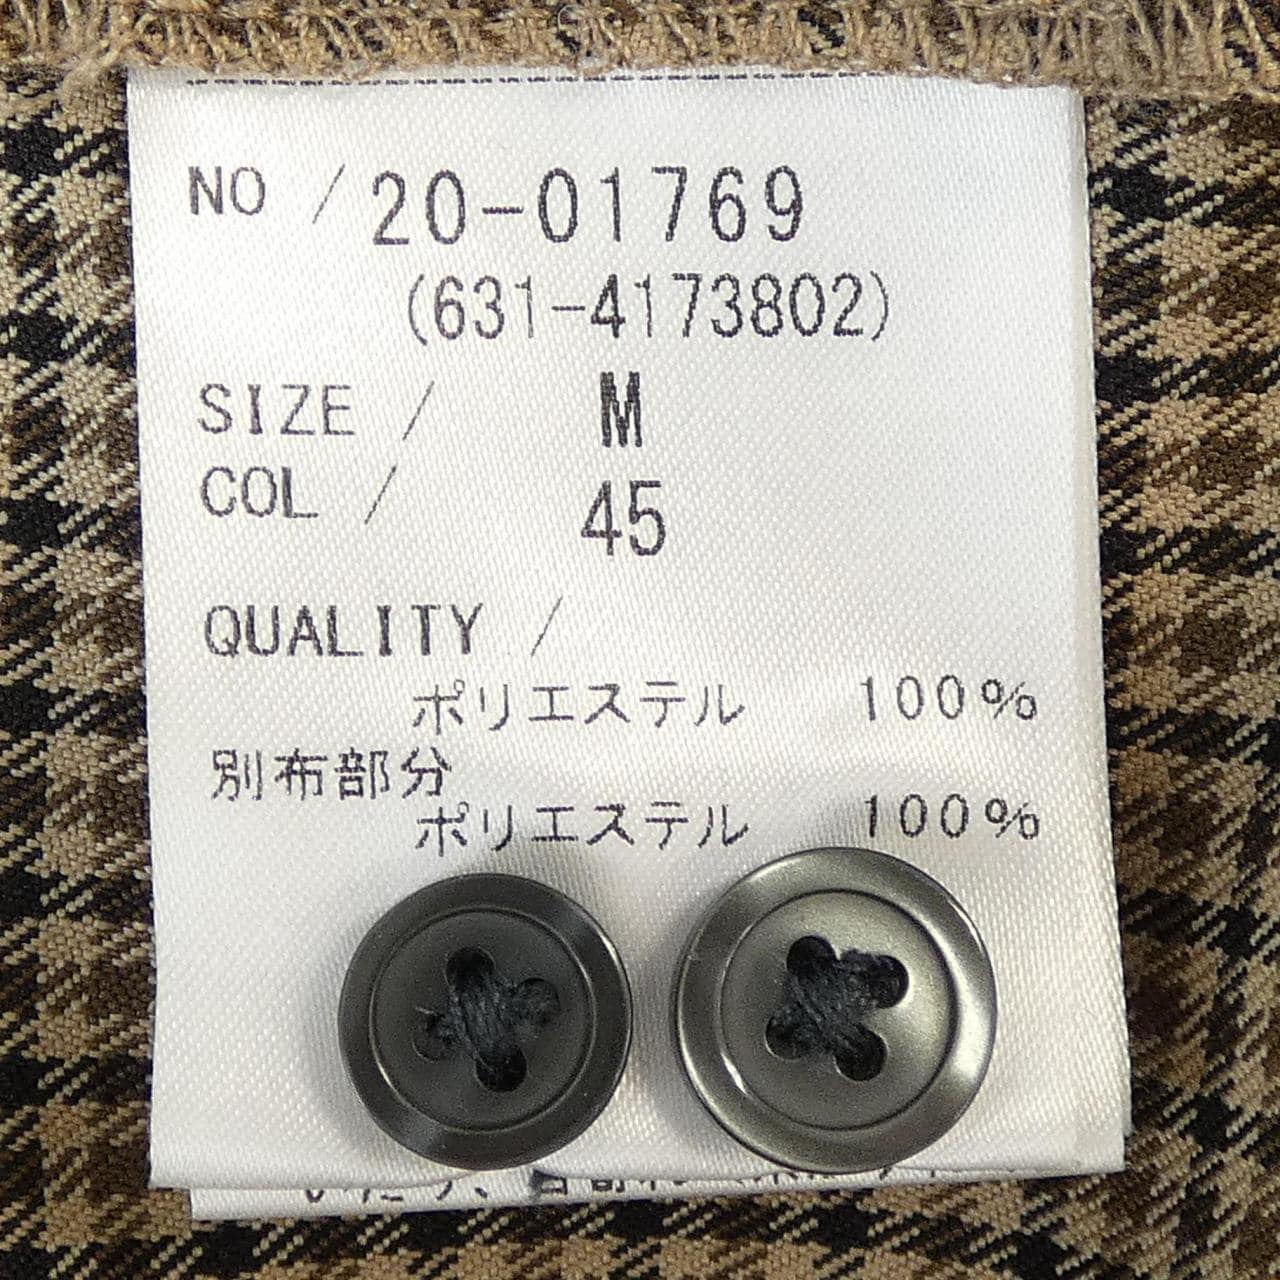 NO / 20-01769
(631-4173802)
SIZE / M
COL / 45
QUALITY /
ポリエステル 100%
別布部分
ポリエステル 100%